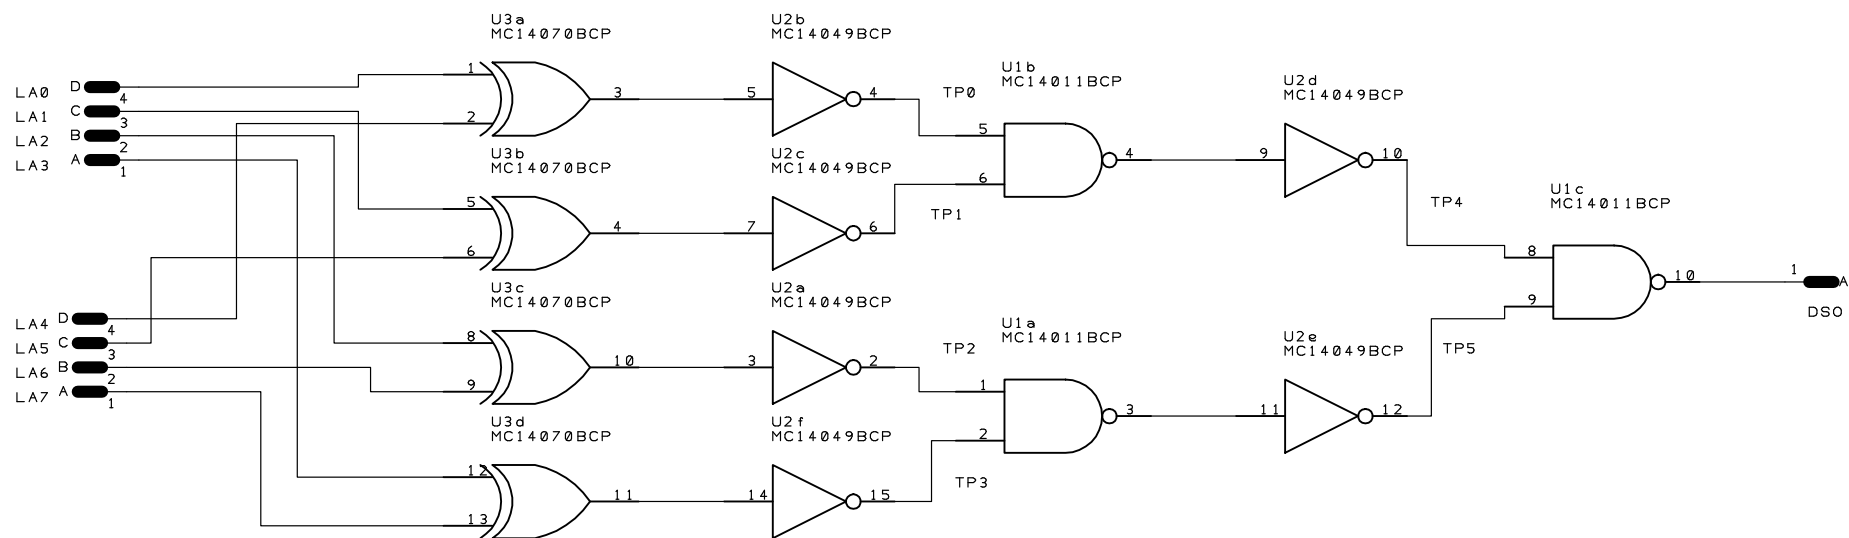 U3a
MC14070BCP
U2b
MC14049BCP
U1b
MC14011BCP
U2d
MC14049BCP
LA0 D 4
LA1 C 3
LA2 B 2
LA3 A 1
1
2
3
5
4
TP0
5
6
4
9
10
U3b
MC14070BCP
U2c
MC14049BCP
5
6
4
7
6
TP1
TP4
U1c
MC14011BCP
8
9
10
1
A
DSO
U3c
MC14070BCP
U2a
MC14049BCP
U1a
MC14011BCP
U2e
MC14049BCP
LA4 D 4
LA5 C 3
LA6 B 2
LA7 A 1
8
9
10
3
2
TP2
1
2
3
11
12
TP5
U3d
MC14070BCP
U2f
MC14049BCP
12
13
11
14
15
TP3